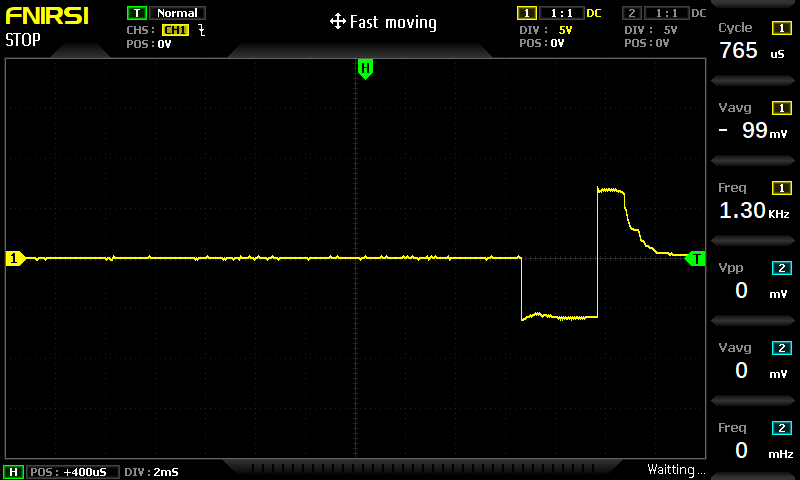 FNIRSI
STOP
T Normal
CHS: CH1
POS:0V
Fast moving
1 1:1 DC
DIV: 5V
POS:0V
2 1:1 DC
DIV: 5V
POS:0V
H
1
T
Cycle 1
765 uS
Vavg 1
- 99 mV
Freq 1
1.30 KHz
Vpp 2
0 mV
Vavg 2
0 mV
Freq 2
0 mHz
H POS: +400uS DIV:2mS
Waitting...